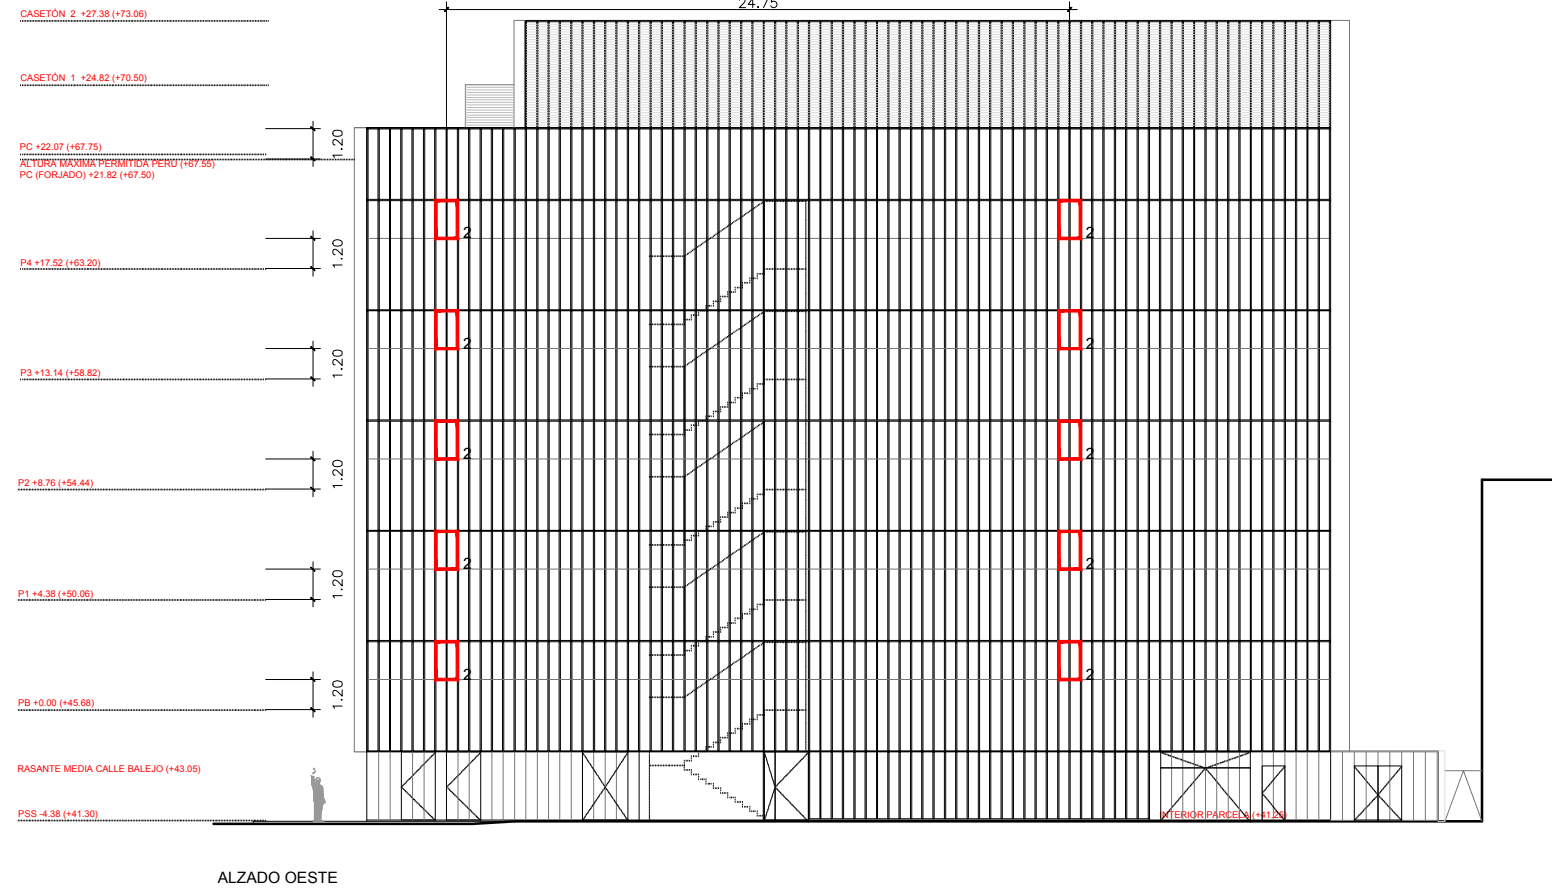 24.75
CASETÓN 2 +27.38 (+73.06)
CASETÓN 1 +24.82 (+70.50)
1.20
PC +22.07 (+67.75)
ALTURA MÁXIMA PERMITIDA PERÚ (+67.55)
PC (FORJADO) +21.82 (+67.50)
2 2
1.20
P4 +17.52 (+63.20)
2 2
1.20
P3 +13.14 (+58.82)
2 2
1.20
P2 +8.76 (+54.44)
2 2
1.20
P1 +4.38 (+50.06)
2 2
1.20
PB +0.00 (+45.68)
RASANTE MEDIA CALLE BALEJO (+43.05)
PSS -4.38 (+41.30)
INTERIOR PARCELA (+41.25)
ALZADO OESTE